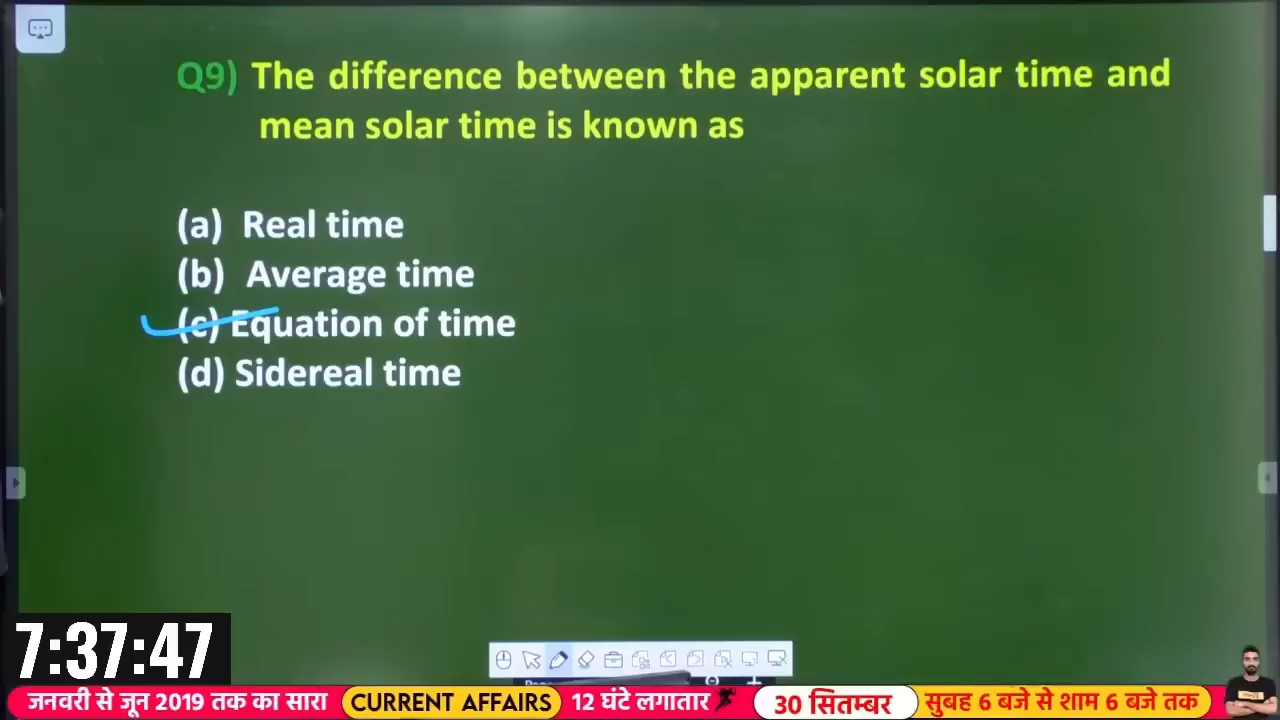 Q9) The difference between the apparent solar time and
mean solar time is known as
(a) Real time
(b) Average time
(c) Equation of time
(d) Sidereal time
7:37:47
जनवरी से जून 2019 तक का सारा CURRENT AFFAIRS 12 घंटे लगातार 30 सितम्बर सुबह 6 बजे से शाम 6 बजे तक